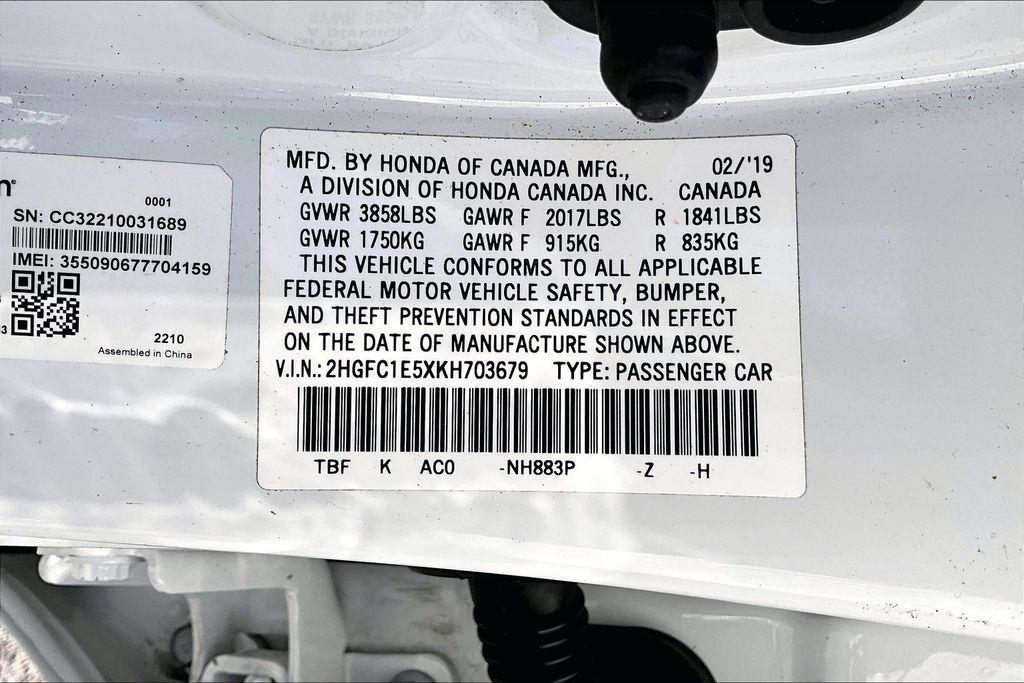 n
0001
SN: CC32210031689
IMEI: 355090677704159
2210
Assembled in China
MFD. BY HONDA OF CANADA MFG., 02/'19
A DIVISION OF HONDA CANADA INC. CANADA
GVWR 3858LBS GAWR F 2017LBS R 1841LBS
GVWR 1750KG GAWR F 915KG R 835KG
THIS VEHICLE CONFORMS TO ALL APPLICABLE
FEDERAL MOTOR VEHICLE SAFETY, BUMPER,
AND THEFT PREVENTION STANDARDS IN EFFECT
ON THE DATE OF MANUFACTURE SHOWN ABOVE.
V.I.N.: 2HGFC1E5XKH703679 TYPE: PASSENGER CAR
TBF K AC0 -NH883P -Z -H